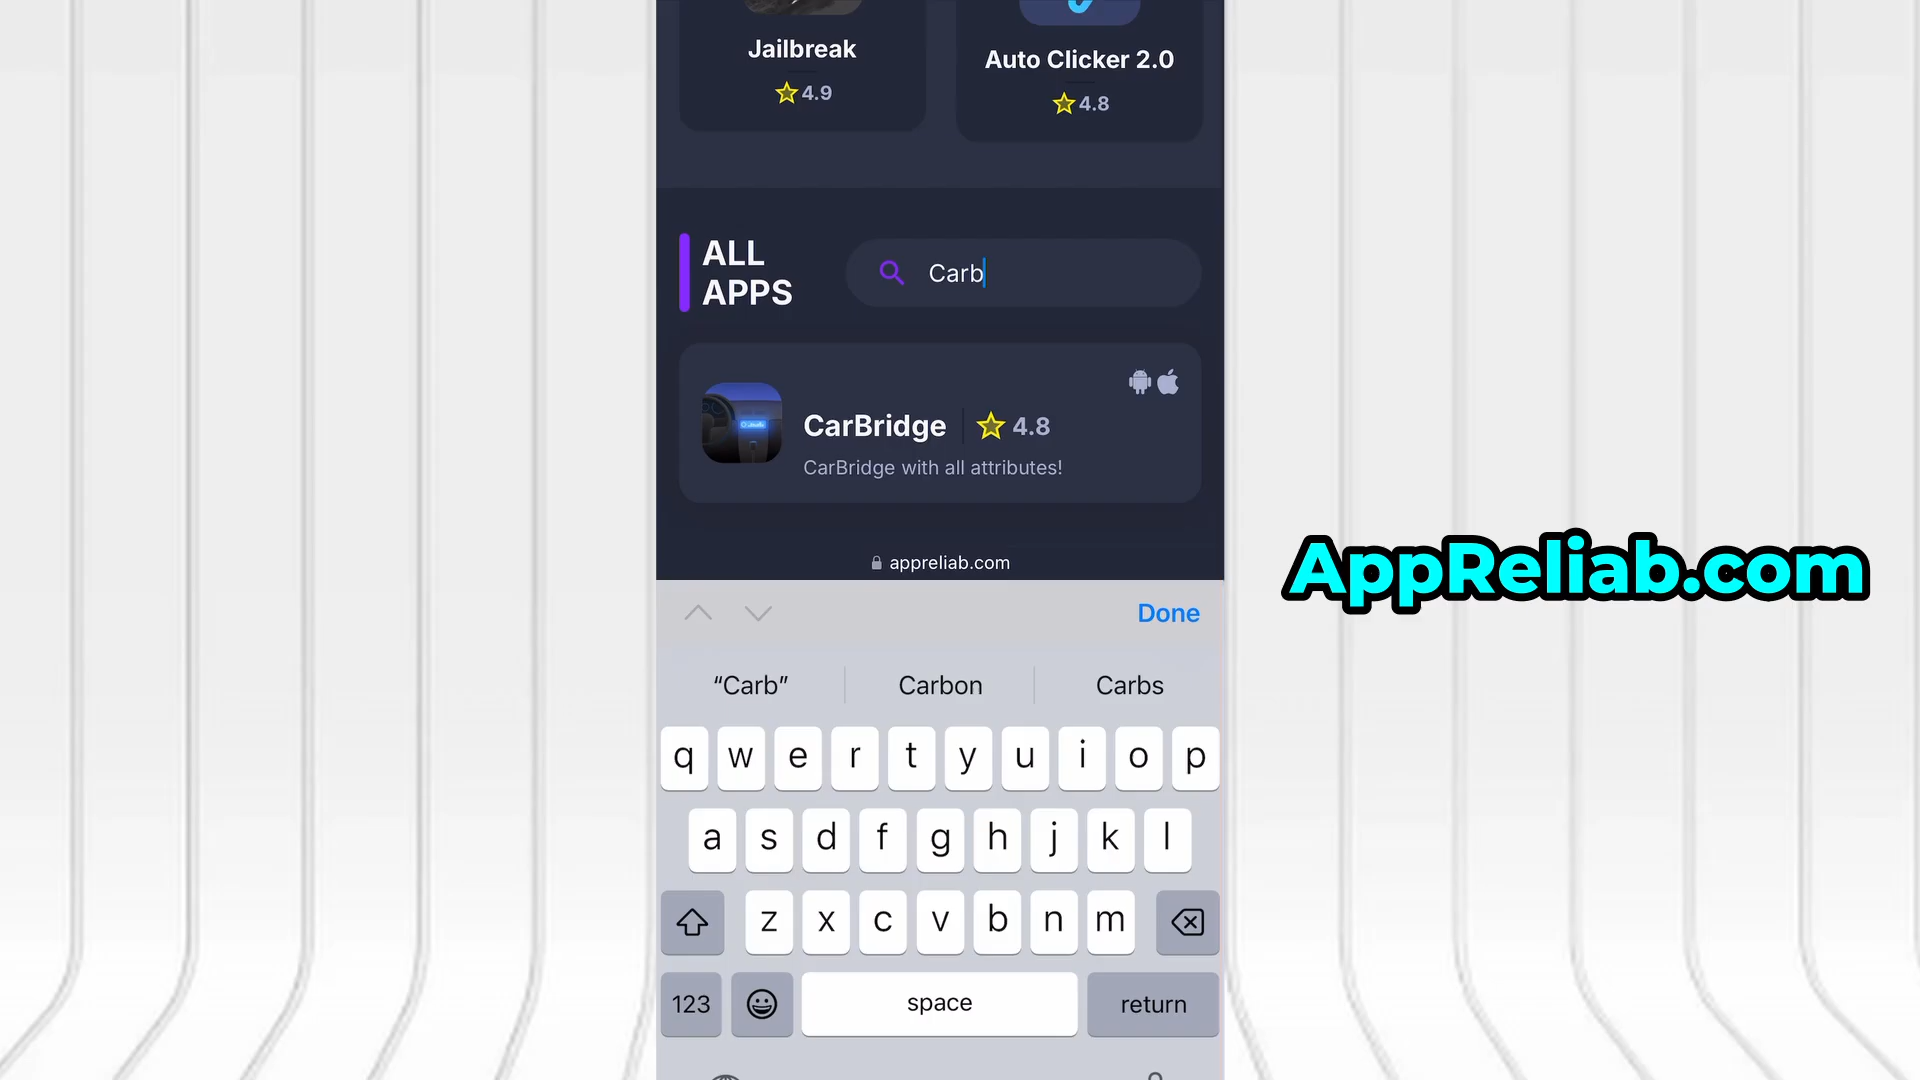 Jailbreak
4.9
Auto Clicker 2.0
4.8
ALL
APPS
Carb
CarBridge
4.8
CarBridge with all attributes!
appreliab.com
AppReliab.com
Done
“Carb”
Carbon
Carbs
q w e r t y u i o p
a s d f g h j k l
z x c v b n m
123
space
return